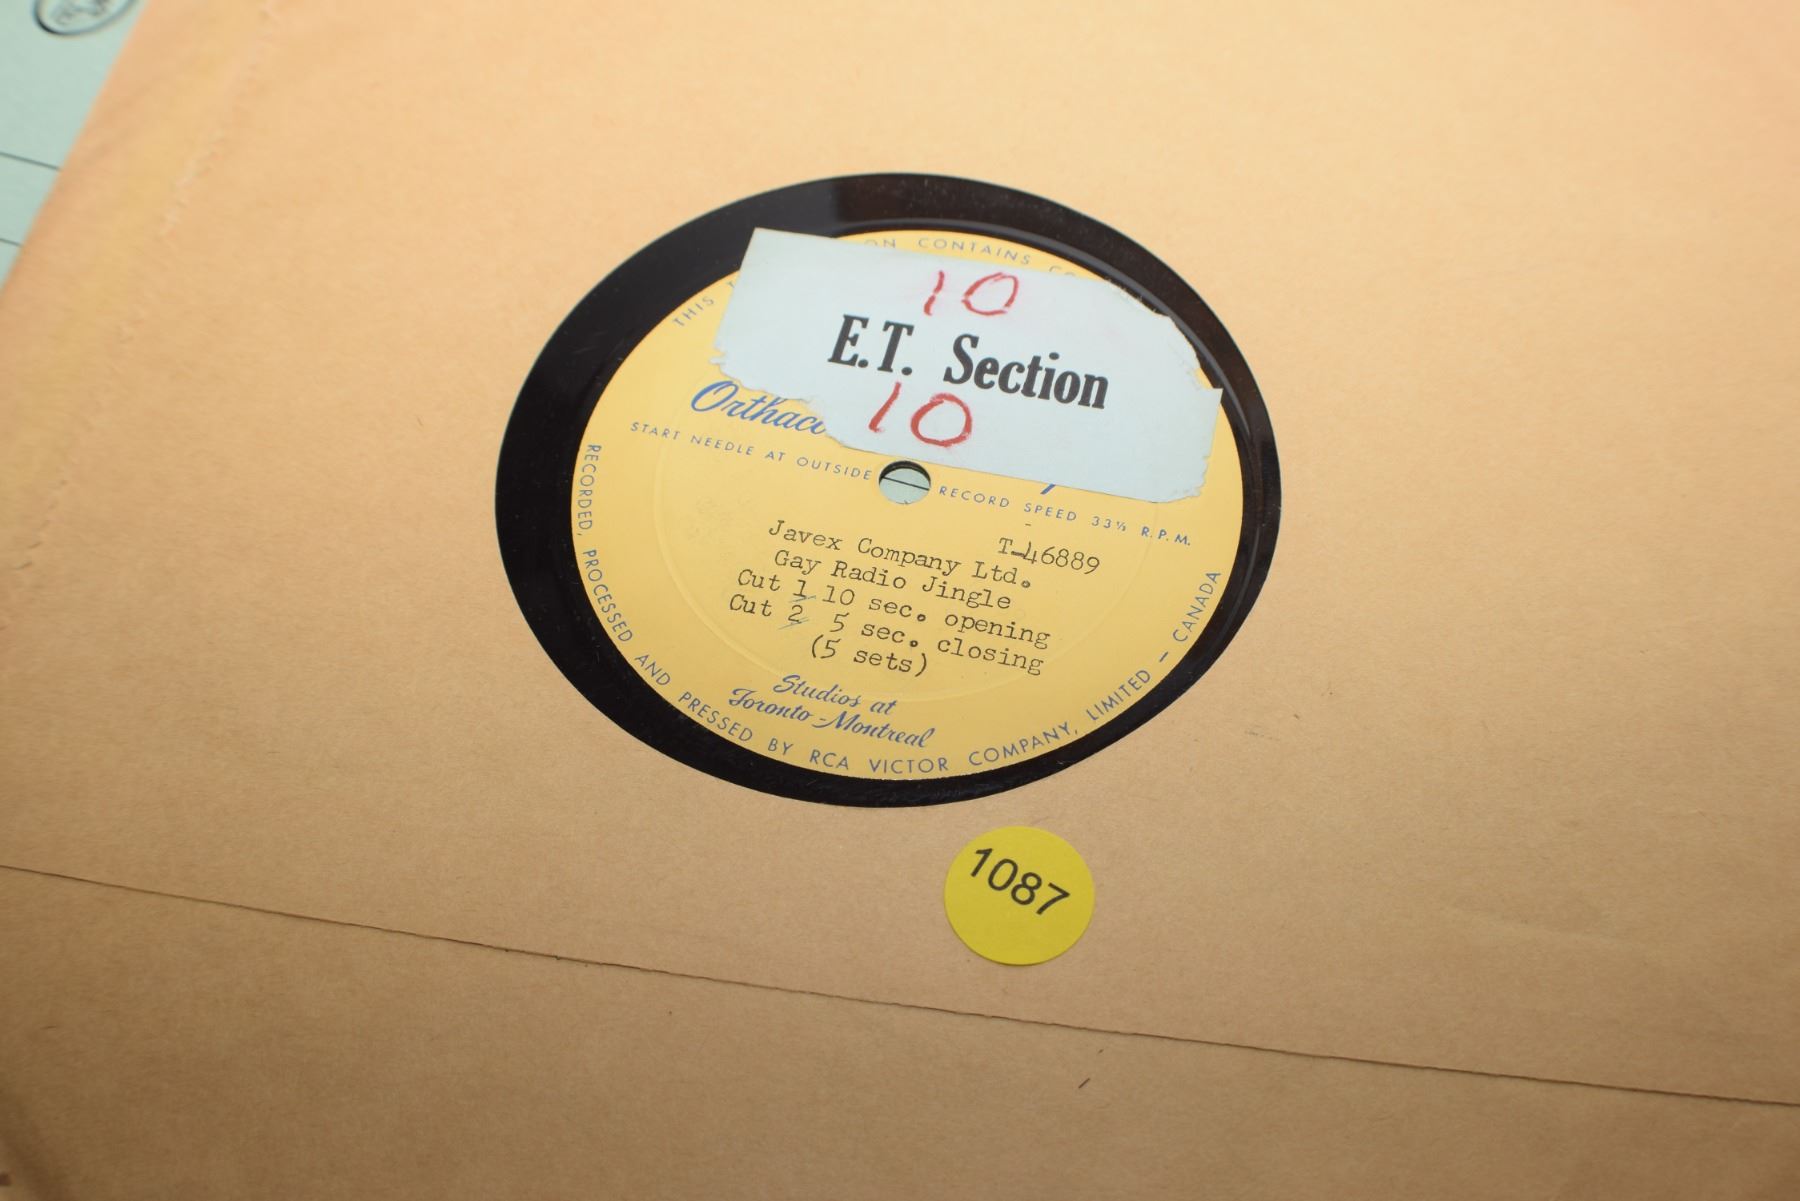 THIS
ON CONTAINS
10
E.T. Section
10
START NEEDLE AT OUTSIDE
RECORD SPEED 33⅓ R.P.M.
T-46889
Javex Company Ltd.
Gay Radio Jingle
Cut 1 10 sec. opening
Cut 2 5 sec. closing
(5 sets)
Studios at
Toronto-Montreal
RECORDED, PROCESSED AND PRESSED BY RCA VICTOR COMPANY, LIMITED - CANADA
1087